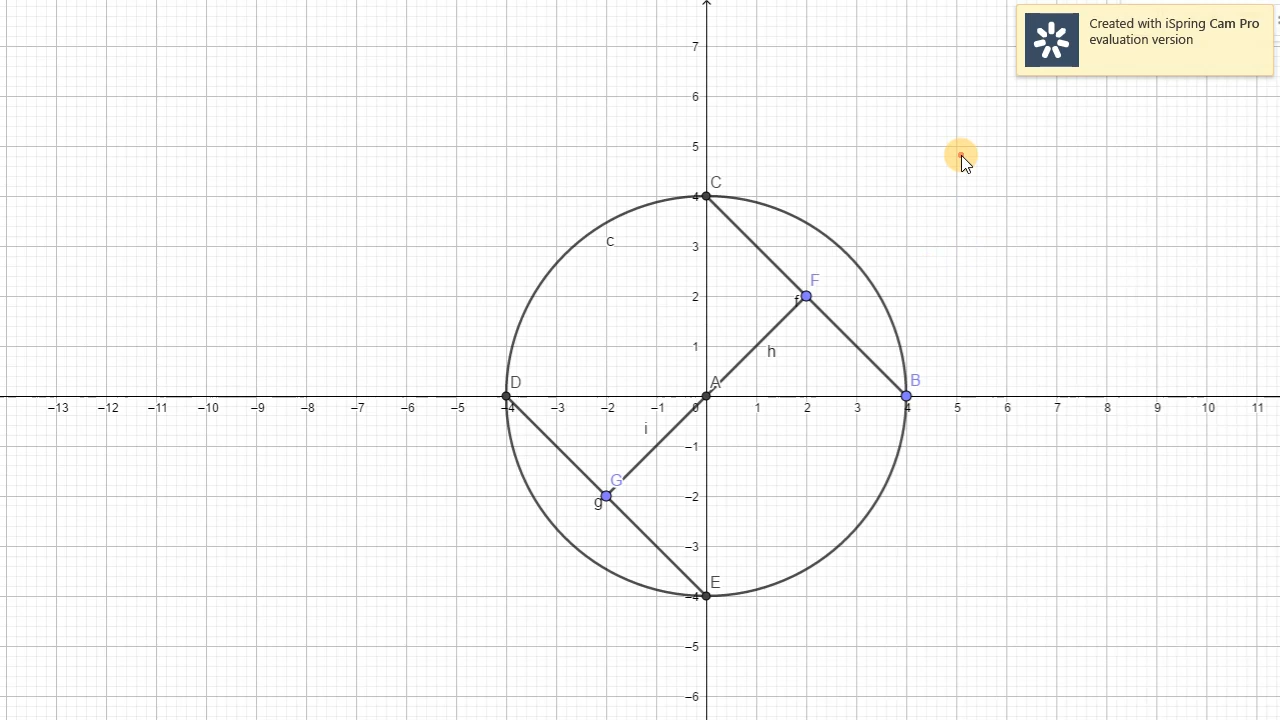 Created with iSpring Cam Pro
evaluation version
7
6
5
C
4
c
3
F
2
f
1
h
D
A
B
−13 −12 −11 −10 −9 −8 −7 −6 −5 −4 −3 −2 −1 0 1 2 3 4 5 6 7 8 9 10 11
i
−1
G
−2
g
−3
E
−4
−5
−6